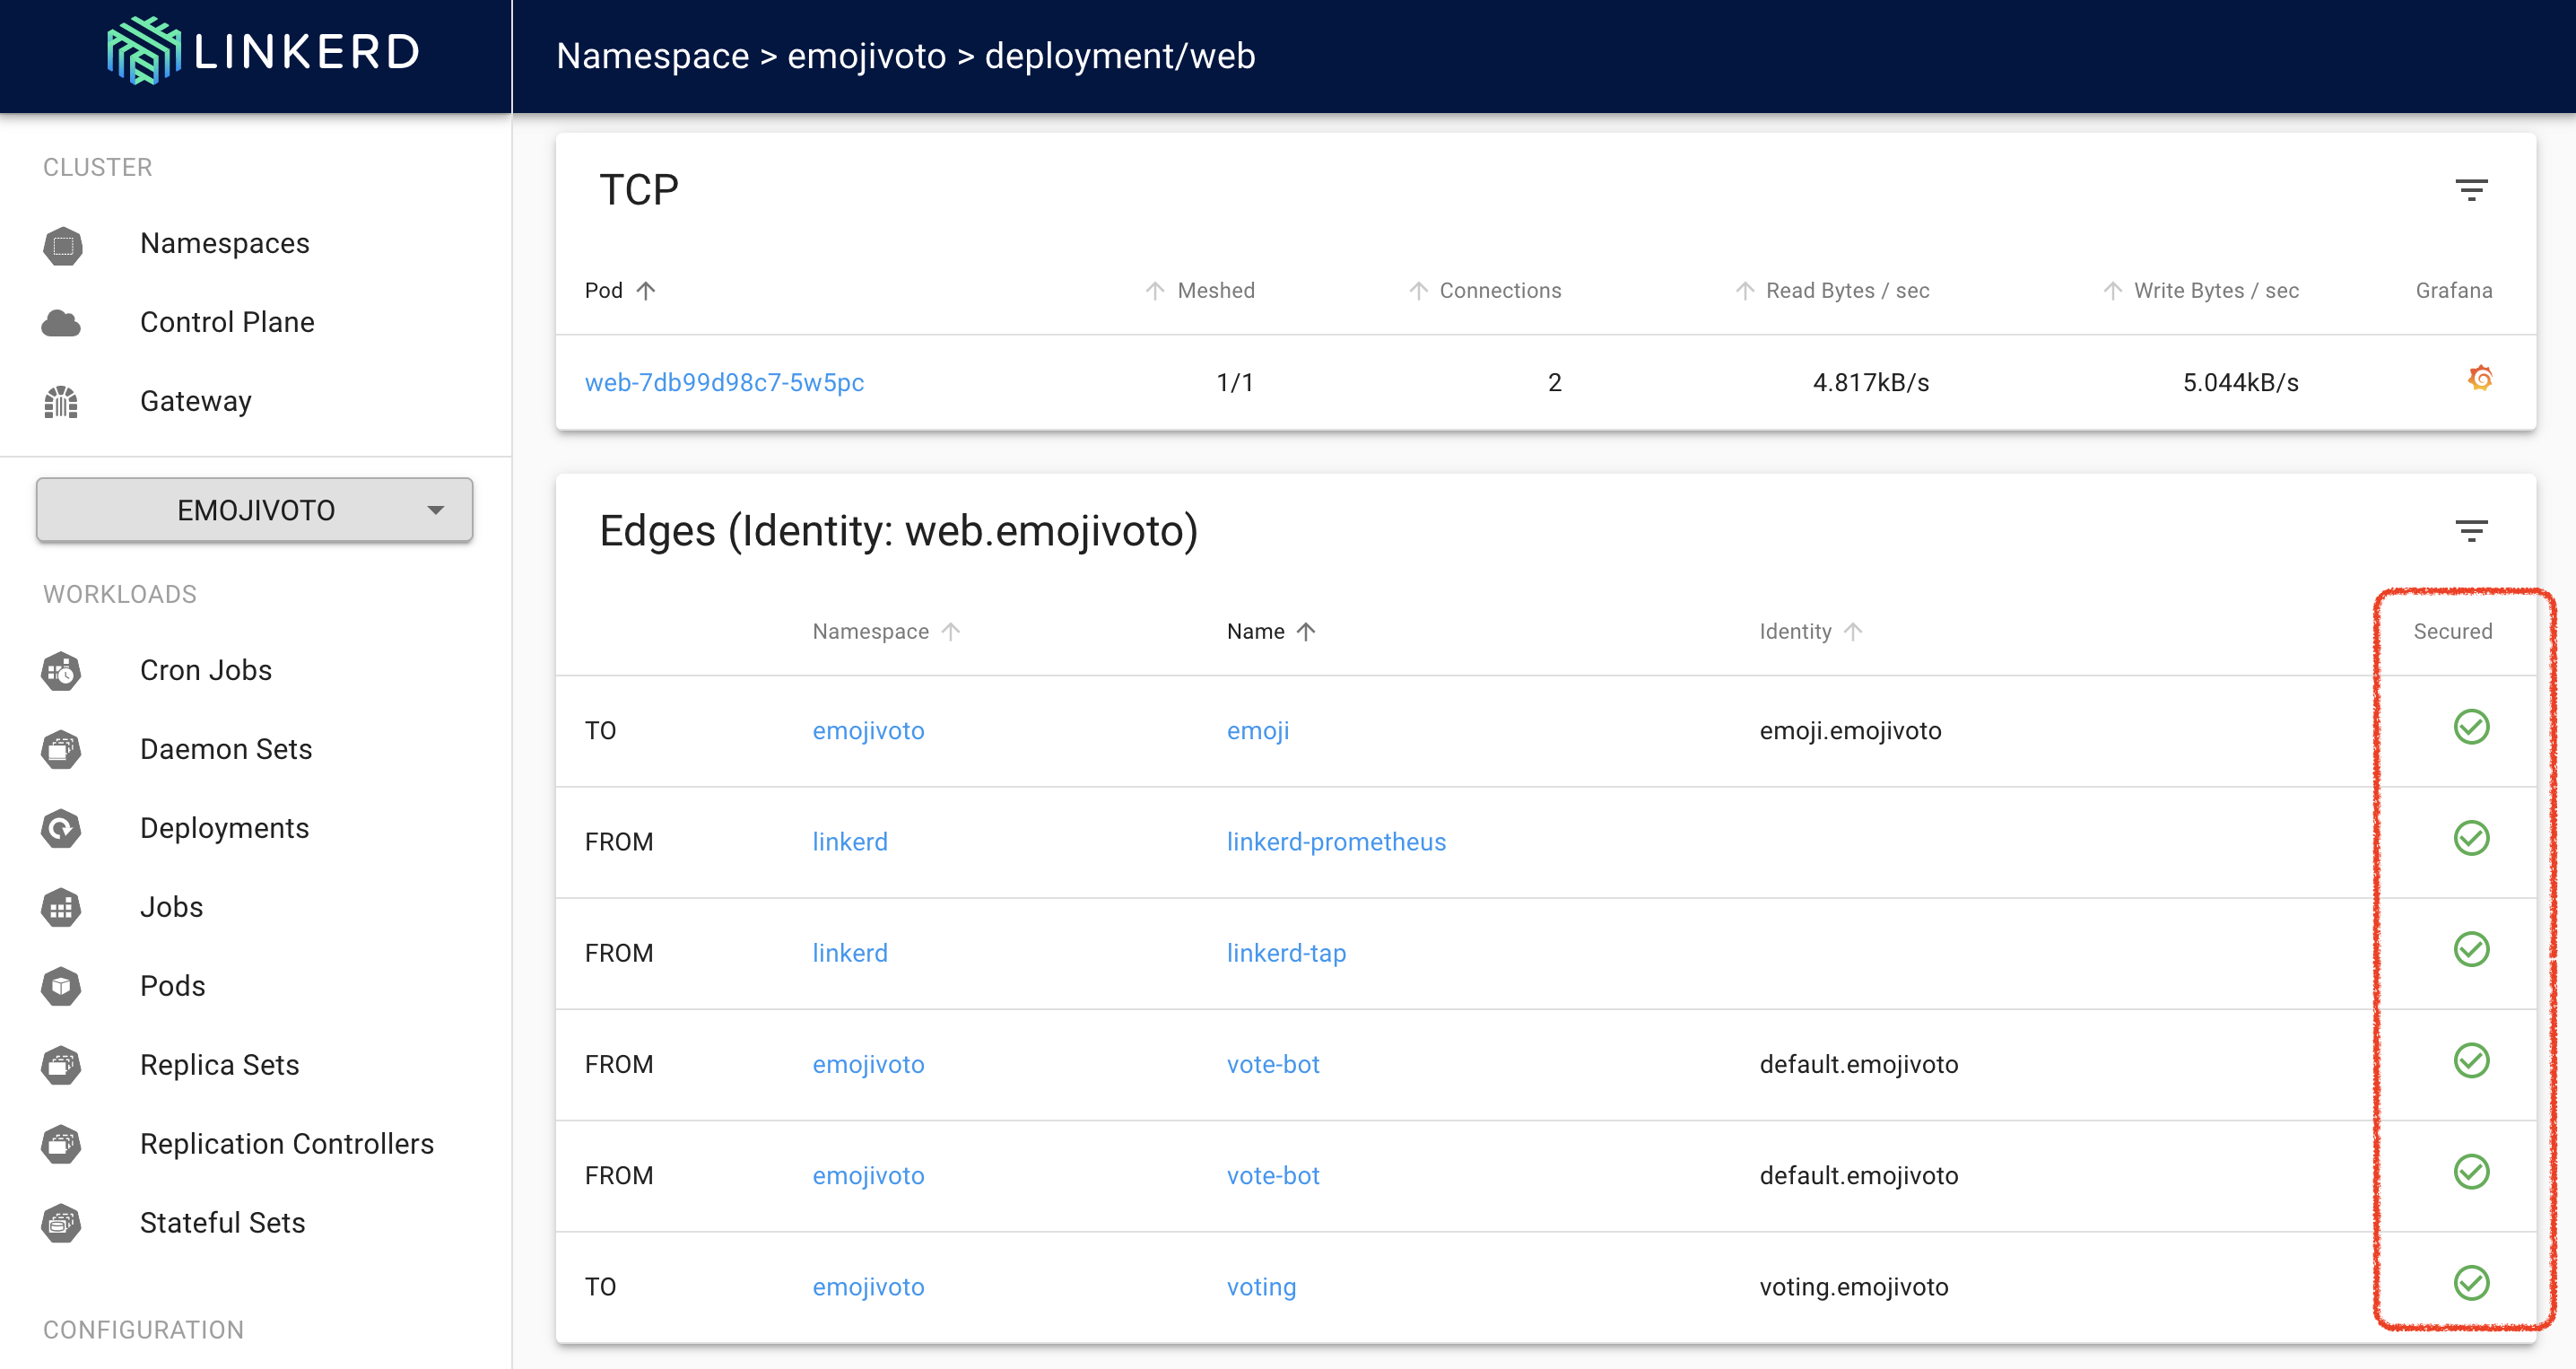 LINKERD
Namespace > emojivoto > deployment/web
CLUSTER
Namespaces
Control Plane
Gateway
EMOJIVOTO
WORKLOADS
Cron Jobs
Daemon Sets
Deployments
Jobs
Pods
Replica Sets
Replication Controllers
Stateful Sets
CONFIGURATION
TCP
Pod Meshed Connections Read Bytes / sec Write Bytes / sec Grafana
web-7db99d98c7-5w5pc 1/1 2 4.817kB/s 5.044kB/s
Edges (Identity: web.emojivoto)
Namespace Name Identity Secured
TO emojivoto emoji emoji.emojivoto
FROM linkerd linkerd-prometheus
FROM linkerd linkerd-tap
FROM emojivoto vote-bot default.emojivoto
FROM emojivoto vote-bot default.emojivoto
TO emojivoto voting voting.emojivoto